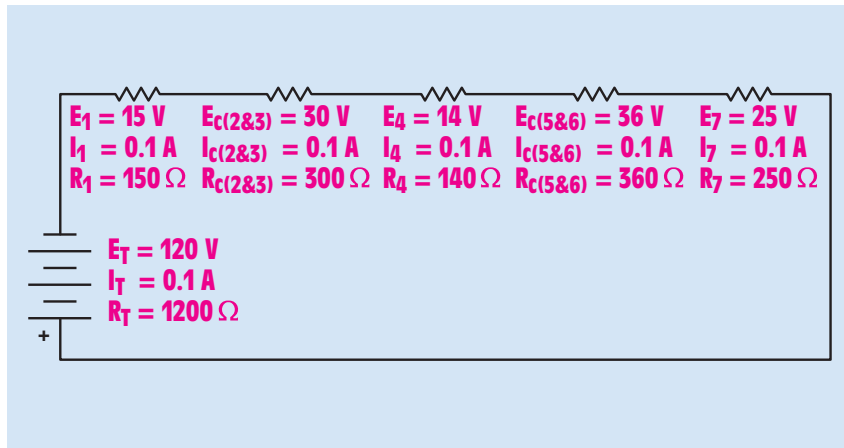 E1 = 15 V EC(2&3) = 30 V E4 = 14 V EC(5&6) = 36 V E7 = 25 V
I1 = 0.1 A IC(2&3) = 0.1 A I4 = 0.1 A IC(5&6) = 0.1 A I7 = 0.1 A
R1 = 150 Ω RC(2&3) = 300 Ω R4 = 140 Ω RC(5&6) = 360 Ω R7 = 250 Ω
ET = 120 V
IT = 0.1 A
RT = 1200 Ω
+